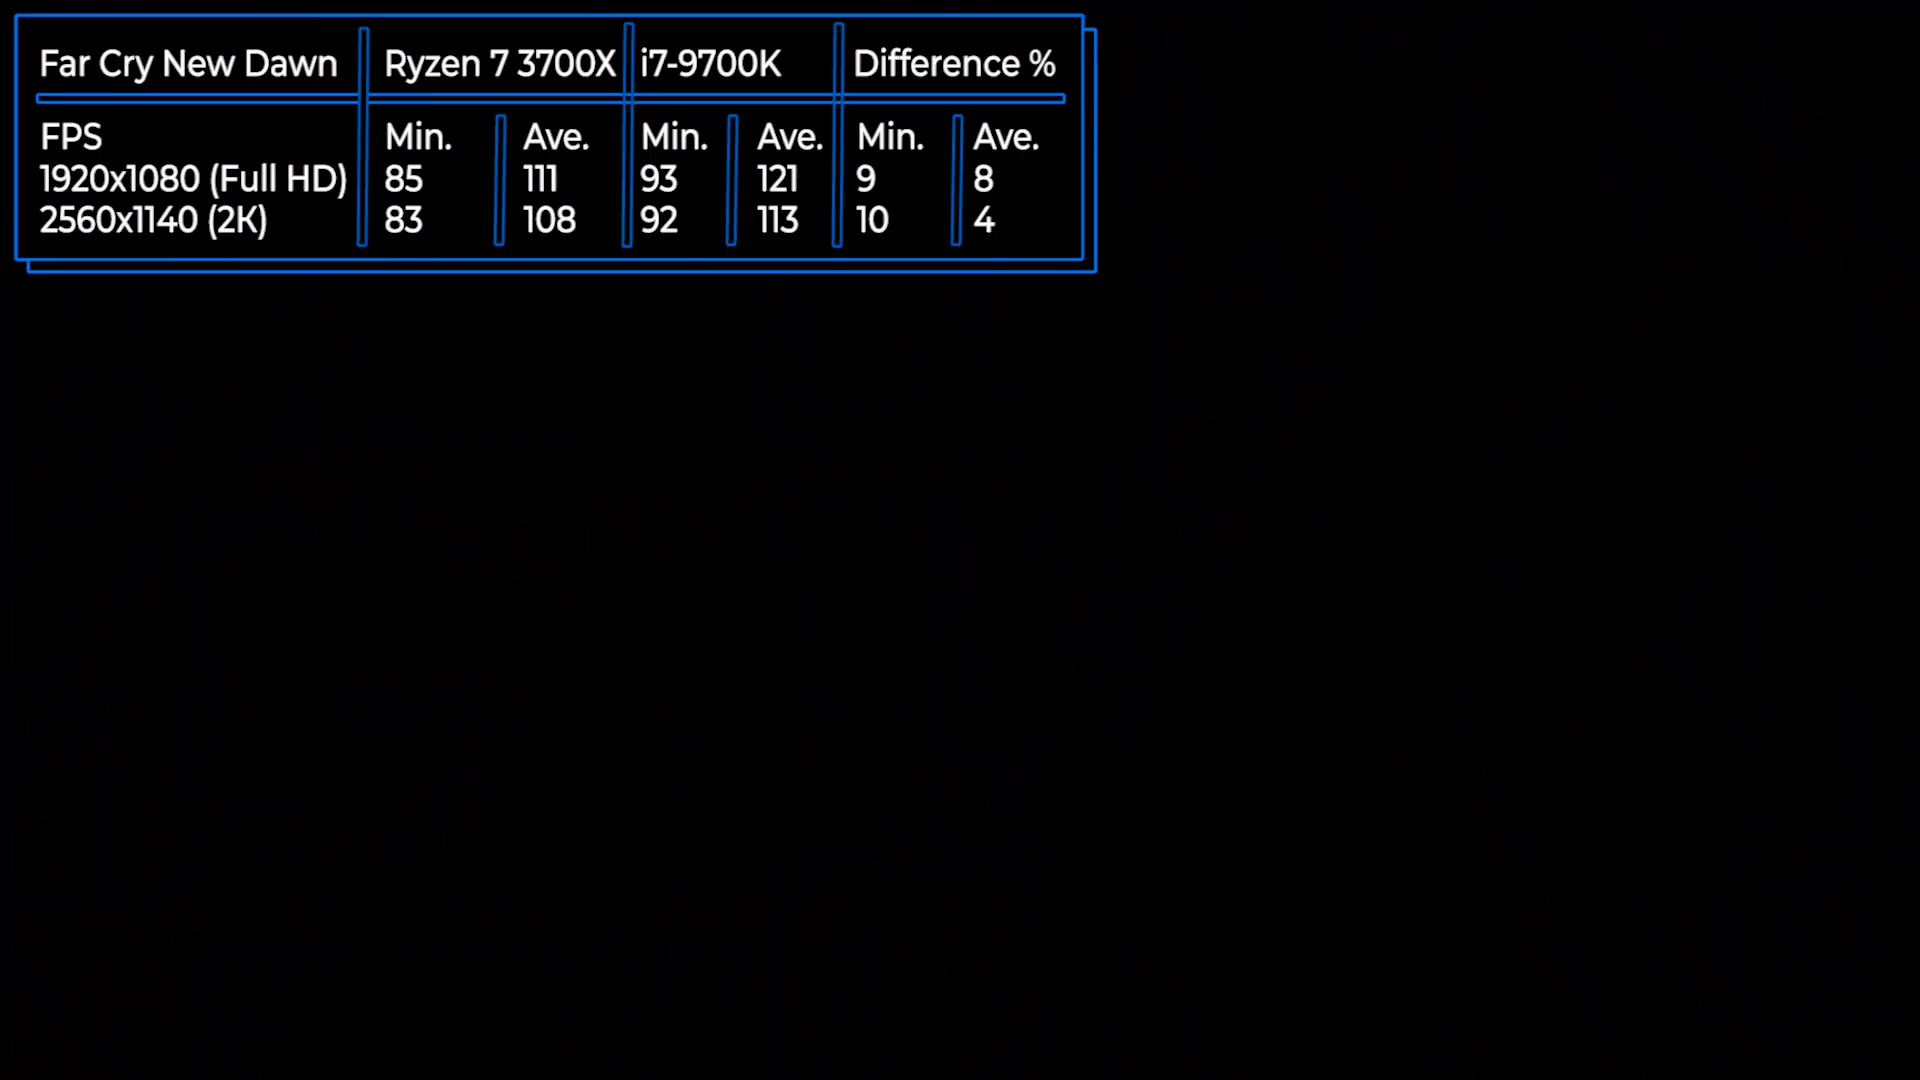 Far Cry New Dawn Ryzen 7 3700X i7-9700K Difference %
FPS Min. Ave. Min. Ave. Min. Ave.
1920x1080 (Full HD) 85 111 93 121 9 8
2560x1140 (2K) 83 108 92 113 10 4